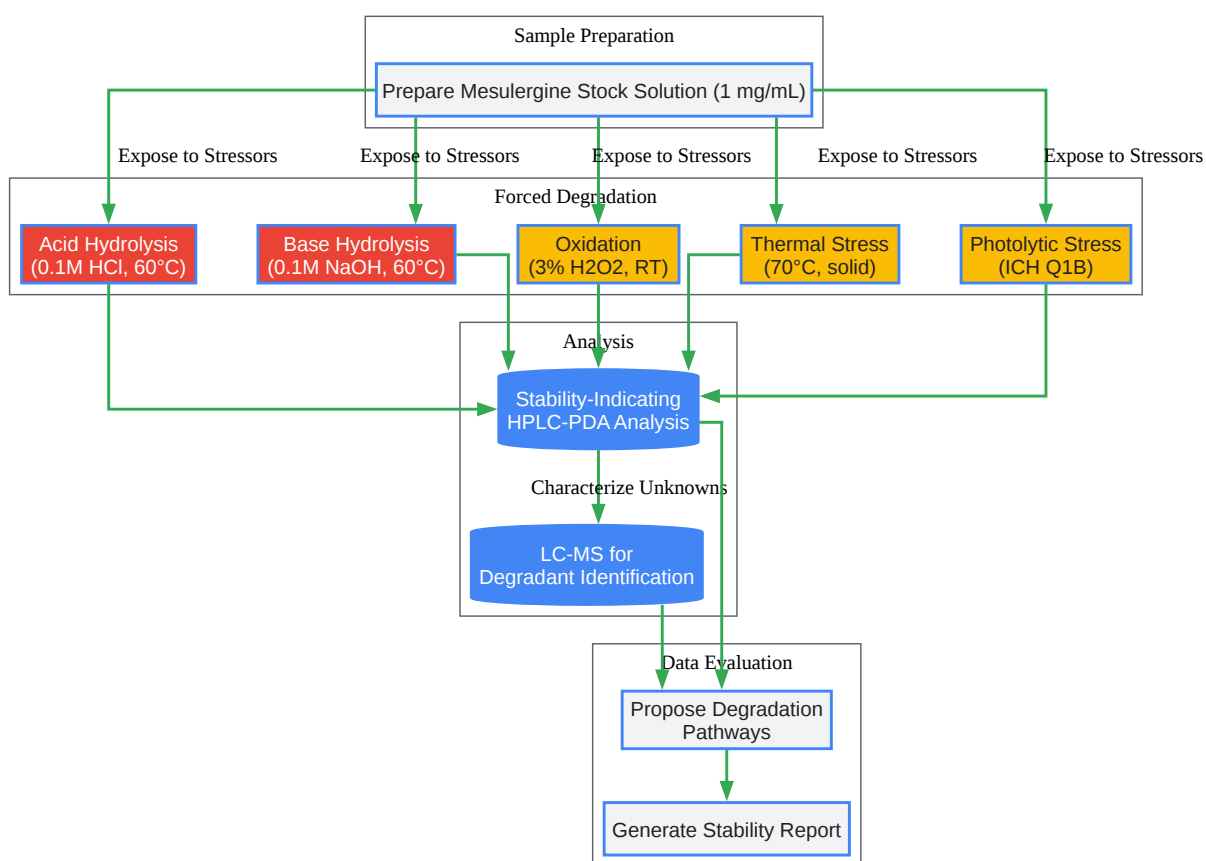 Sample Preparation
Prepare Mesulergine Stock Solution (1 mg/mL)
Expose to Stressors
Expose to Stressors
Expose to Stressors
Expose to Stressors
Expose to Stressors
Forced Degradation
Acid Hydrolysis
(0.1M HCl, 60°C)
Base Hydrolysis
(0.1M NaOH, 60°C)
Oxidation
(3% H2O2, RT)
Thermal Stress
(70°C, solid)
Photolytic Stress
(ICH Q1B)
Analysis
Stability-Indicating
HPLC-PDA Analysis
Characterize Unknowns
LC-MS for
Degradant Identification
Data Evaluation
Propose Degradation
Pathways
Generate Stability Report